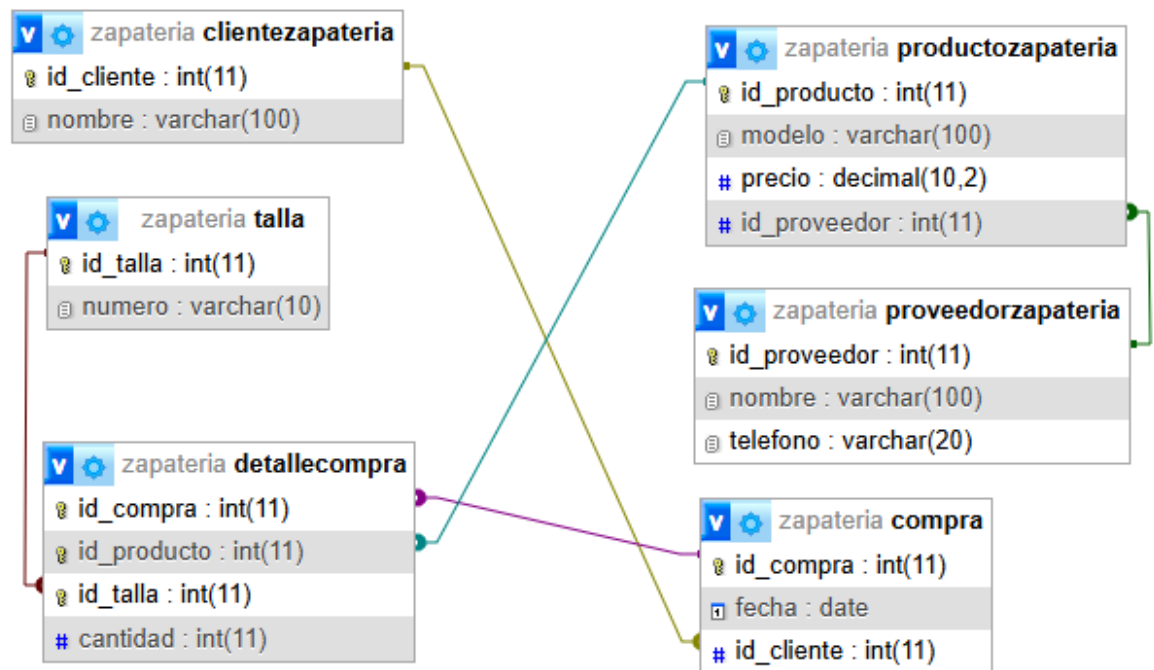 zapateria clientezapateria
id_cliente : int(11)
nombre : varchar(100)
zapateria talla
id_talla : int(11)
numero : varchar(10)
zapateria detallecompra
id_compra : int(11)
id_producto : int(11)
id_talla : int(11)
# cantidad : int(11)
zapateria productozapateria
id_producto : int(11)
modelo : varchar(100)
# precio : decimal(10,2)
# id_proveedor : int(11)
zapateria proveedorzapateria
id_proveedor : int(11)
nombre : varchar(100)
telefono : varchar(20)
zapateria compra
id_compra : int(11)
fecha : date
# id_cliente : int(11)